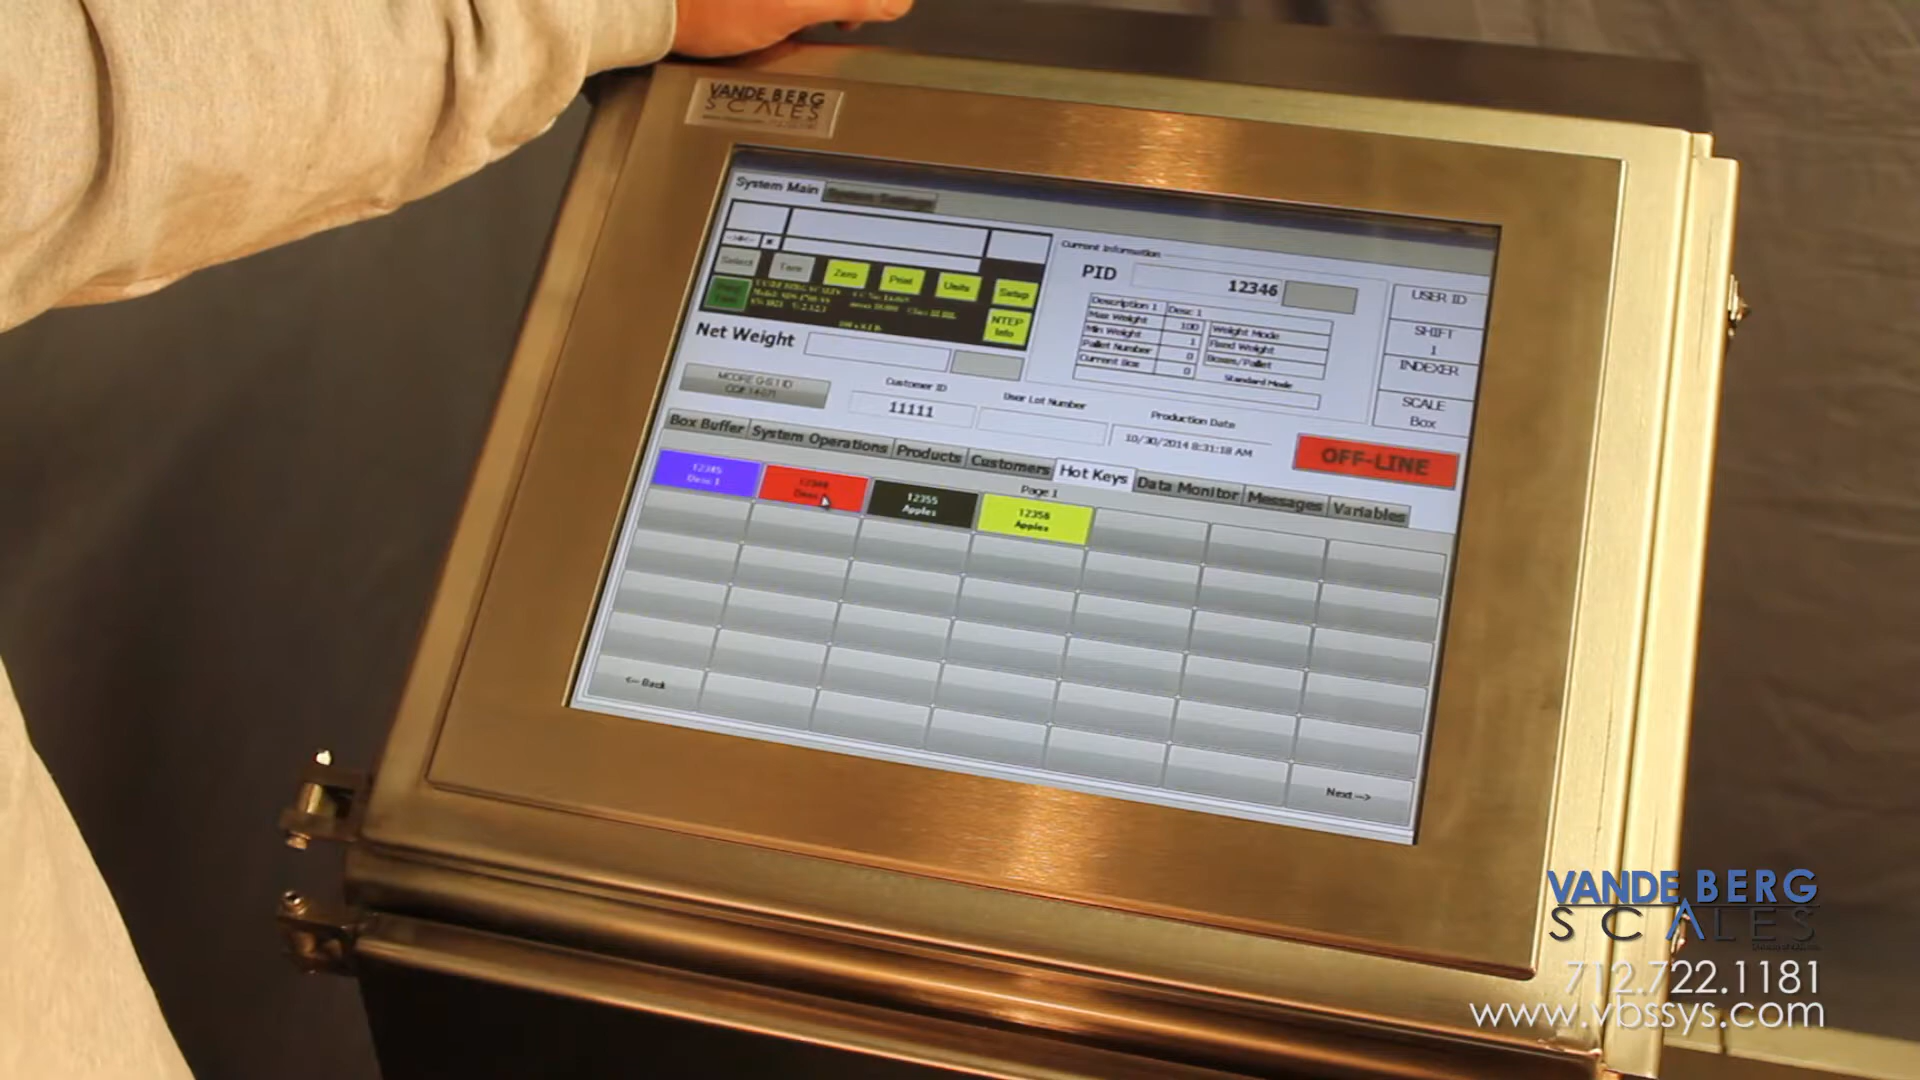 VANDE BERG
SCALES
System Main
Select
Tare
Zero
Print
Units
Setup
NTEP
Info
Current Information
PID
12346
Description 1 Desc 1
Max Weight 100
Min Weight 1
Pallet Number 0
Current Box 0
Weight Mode
Fixed Weight
Boxes/Pallet
Standard Mode
USER ID
SHIFT
1
INDEXER
SCALE
Box
Net Weight
Customer ID
11111
User Lot Number
Production Date
10/30/2014 8:31:18 AM
OFF-LINE
Box Buffer System Operations Products Customers Hot Keys Data Monitor Messages Variables
Page 1
12345
Desc 1
12355
Apples
12356
Apples
<-- Back
Next -->
VANDE BERG
SCALES
712.722.1181
www.vbssys.com